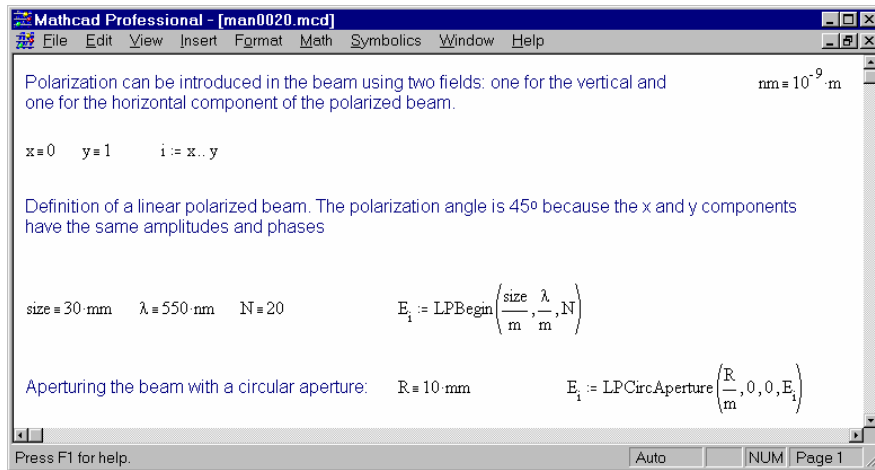 Mathcad Professional - [man0020.mcd]
File Edit View Insert Format Math Symbolics Window Help
Polarization can be introduced in the beam using two fields: one for the vertical and
one for the horizontal component of the polarized beam.
nm ≡ 10^-9·m
x≡0 y≡1 i := x.. y
Definition of a linear polarized beam. The polarization angle is 45º because the x and y components
have the same amplitudes and phases
size ≡ 30·mm λ ≡ 550·nm N ≡ 20 E_i := LPBegin(size/m, λ/m, N)
Aperturing the beam with a circular aperture: R ≡ 10·mm E_i := LPCircAperture(R/m, 0, 0, E_i)
Press F1 for help. Auto NUM Page 1